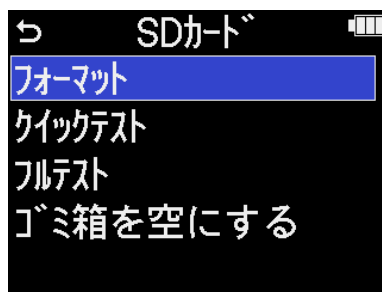 SDカード
フォーマット
クイックテスト
フルテスト
ゴミ箱を空にする